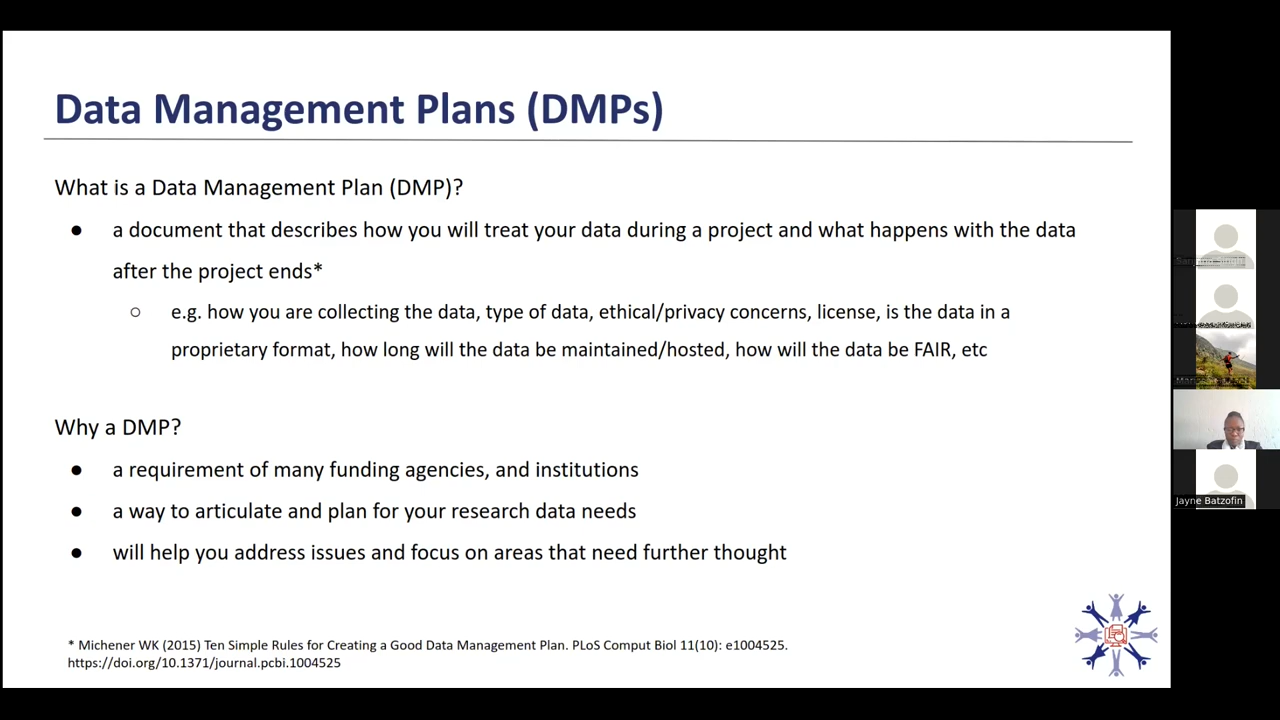 Data Management Plans (DMPs)
What is a Data Management Plan (DMP)?
● a document that describes how you will treat your data during a project and what happens with the data
after the project ends*
○ e.g. how you are collecting the data, type of data, ethical/privacy concerns, license, is the data in a
proprietary format, how long will the data be maintained/hosted, how will the data be FAIR, etc
Why a DMP?
● a requirement of many funding agencies, and institutions
● a way to articulate and plan for your research data needs
● will help you address issues and focus on areas that need further thought
* Michener WK (2015) Ten Simple Rules for Creating a Good Data Management Plan. PLoS Comput Biol 11(10): e1004525.
https://doi.org/10.1371/journal.pcbi.1004525
Jayne Batzofin